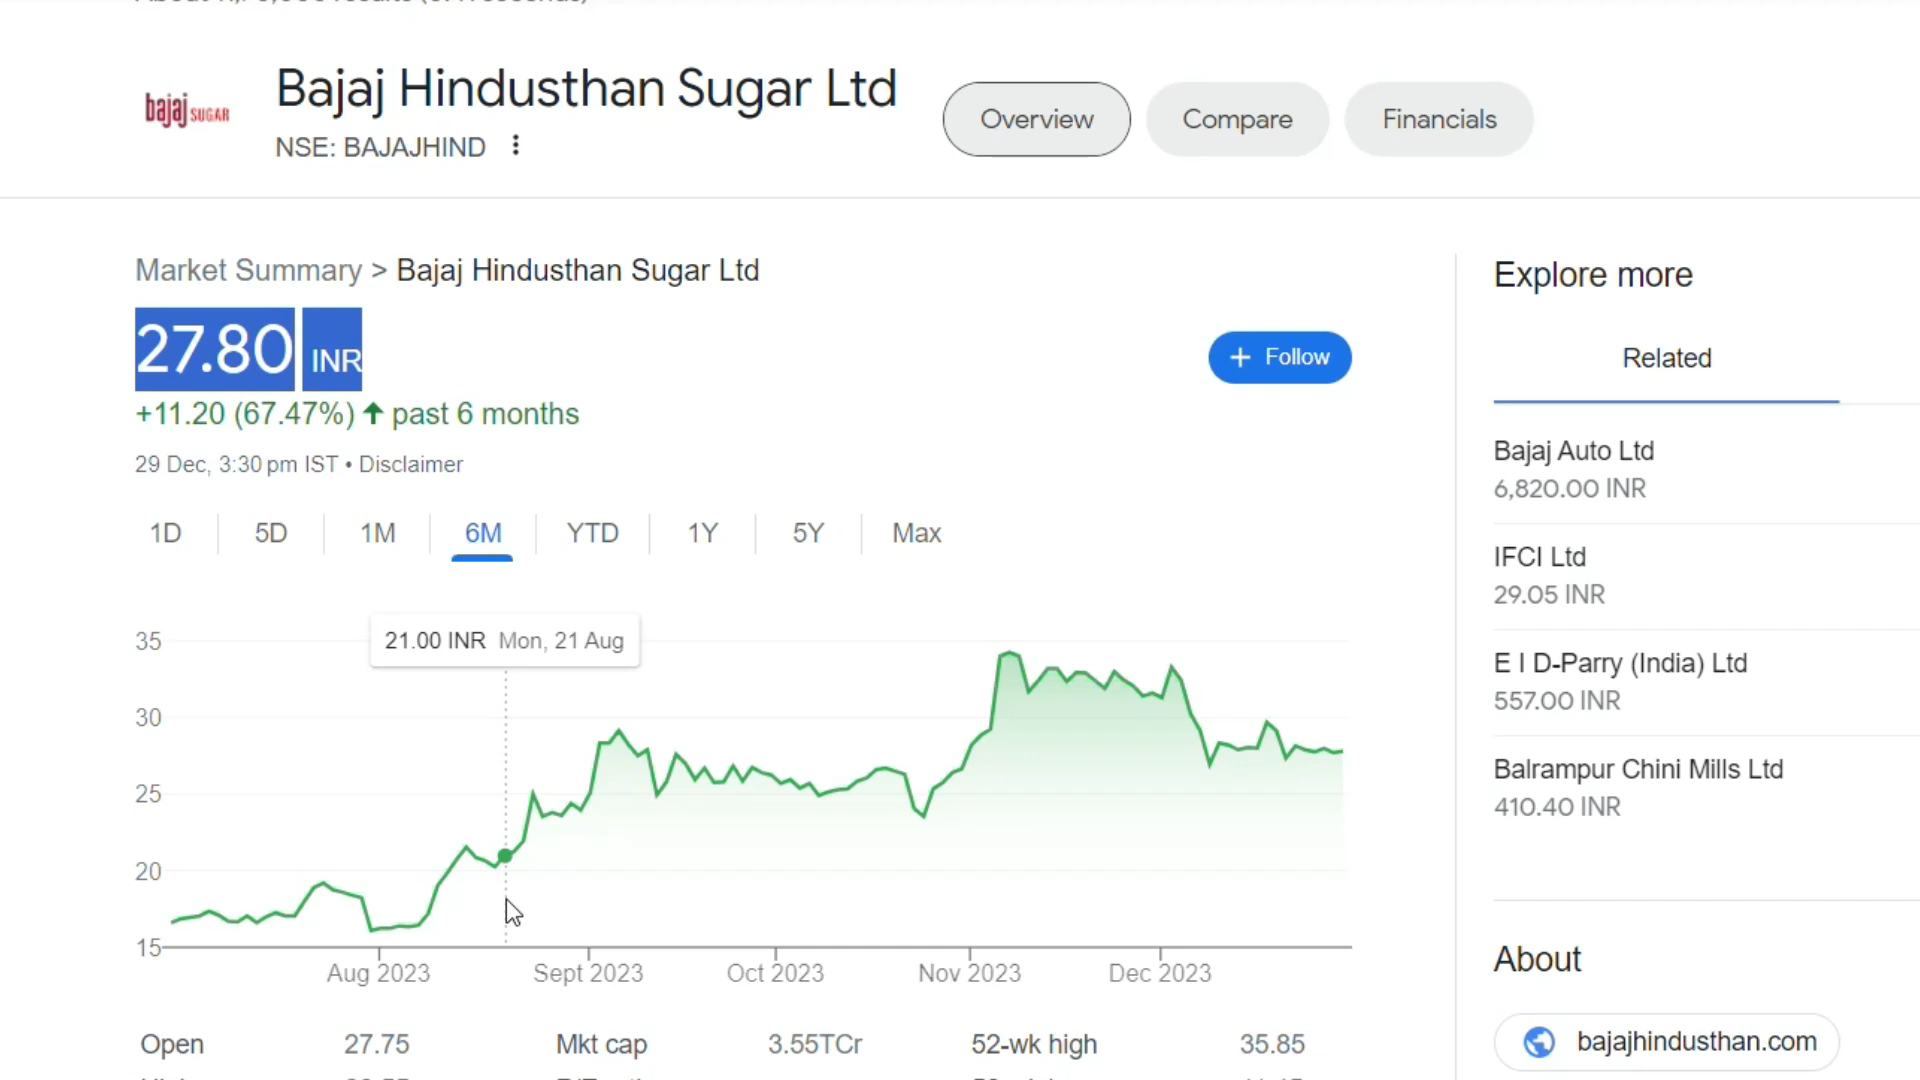 Bajaj Hindusthan Sugar Ltd
bajaj SUGAR
NSE: BAJAJHIND
Overview
Compare
Financials
Market Summary > Bajaj Hindusthan Sugar Ltd
27.80 INR
+11.20 (67.47%) past 6 months
29 Dec, 3:30 pm IST • Disclaimer
+ Follow
1D 5D 1M 6M YTD 1Y 5Y Max
21.00 INR Mon, 21 Aug
35
30
25
20
15
Aug 2023 Sept 2023 Oct 2023 Nov 2023 Dec 2023
Open 27.75 Mkt cap 3.55TCr 52-wk high 35.85
Explore more
Related
Bajaj Auto Ltd
6,820.00 INR
IFCI Ltd
29.05 INR
E I D-Parry (India) Ltd
557.00 INR
Balrampur Chini Mills Ltd
410.40 INR
About
bajajhindusthan.com